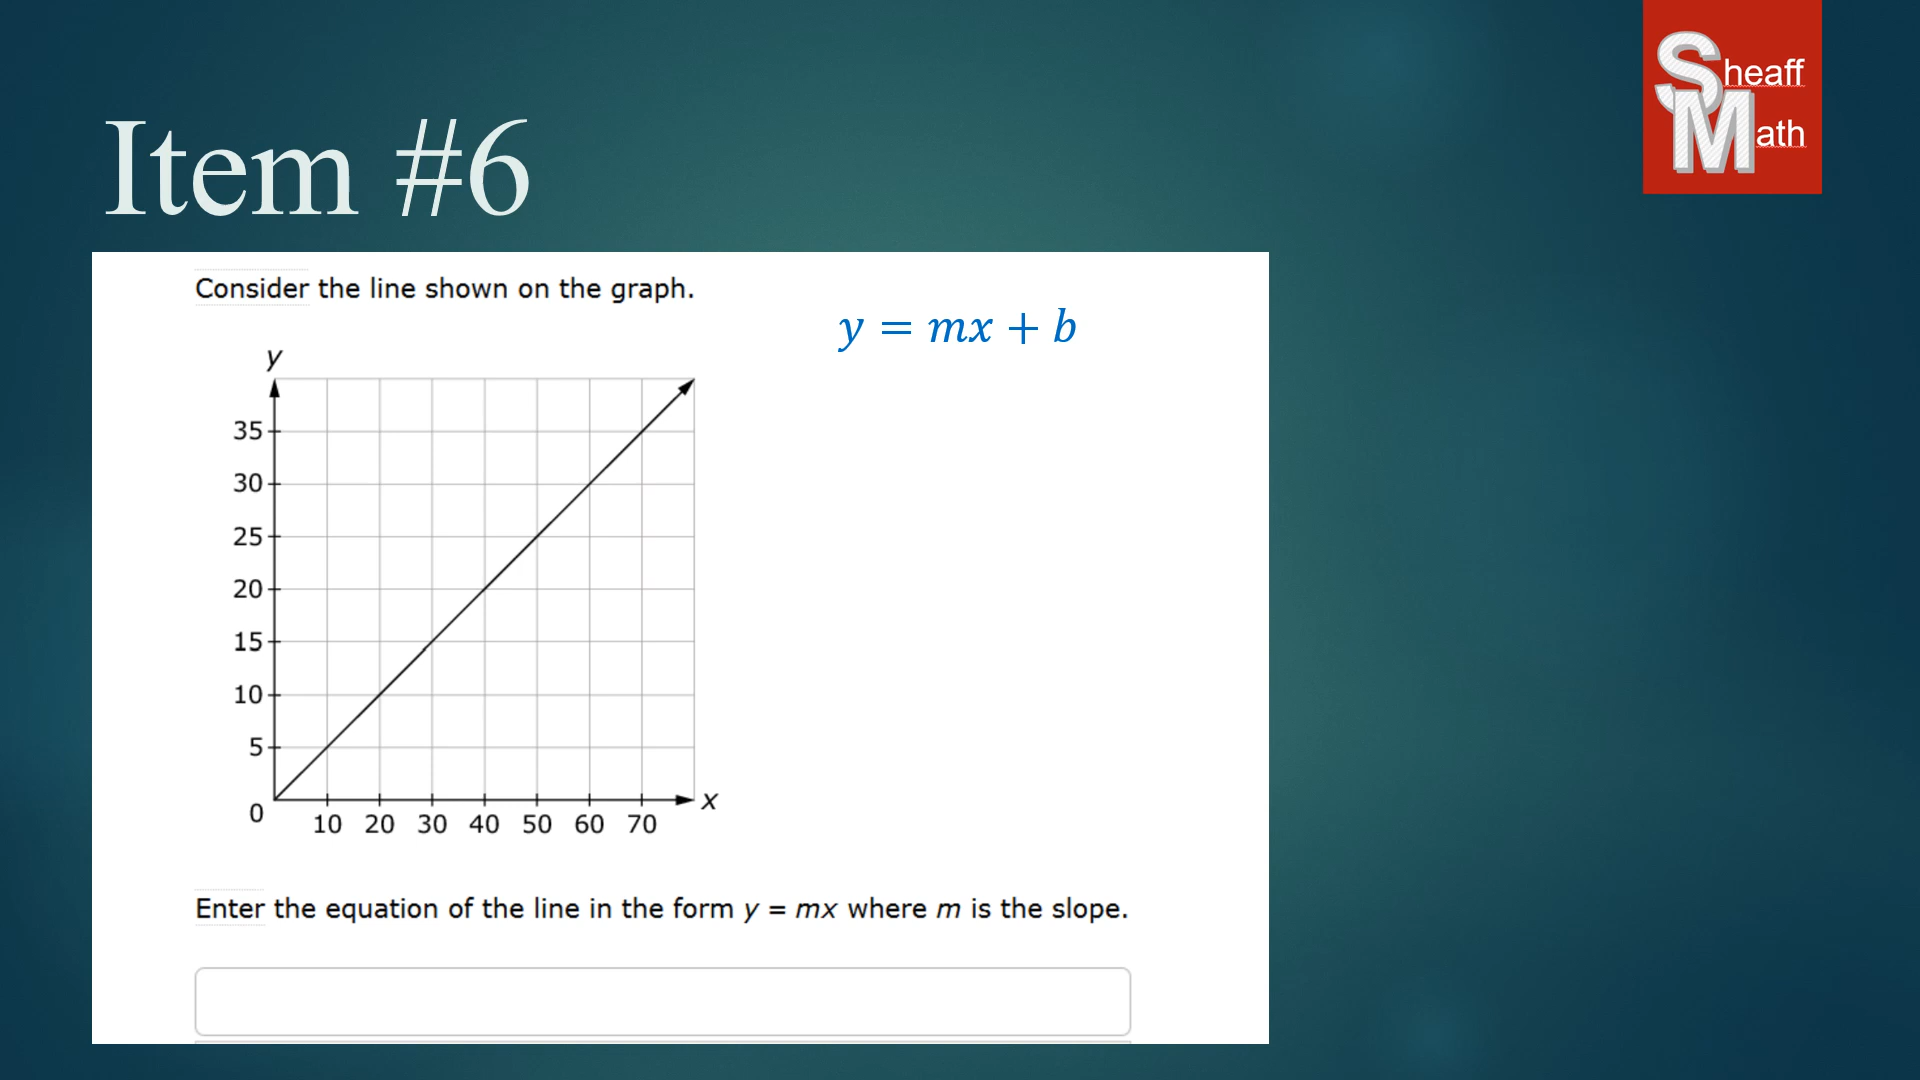 Sheaff
Math
Item #6
Consider the line shown on the graph.
y = mx + b
y
35
30
25
20
15
10
5
0
x
10 20 30 40 50 60 70
Enter the equation of the line in the form y = mx where m is the slope.